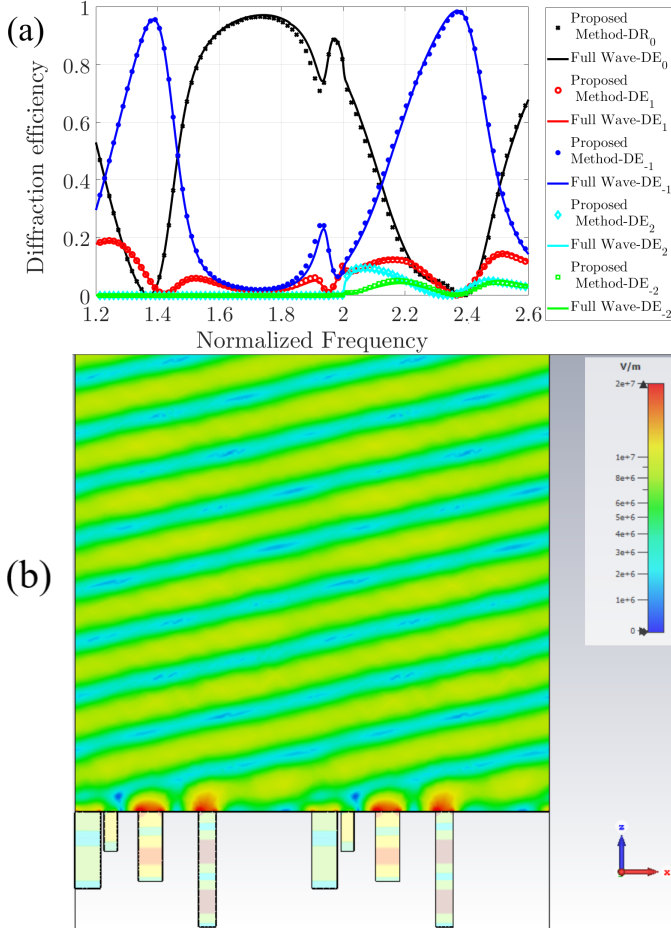 (a)
Diffraction efficiency
1
0.8
0.6
0.4
0.2
0
1.2 1.4 1.6 1.8 2 2.2 2.4 2.6
Normalized Frequency
Proposed
Method-DR0
Full Wave-DE0
Proposed
Method-DE1
Full Wave-DE1
Proposed
Method-DE-1
Full Wave-DE-1
Proposed
Method-DE2
Full Wave-DE2
Proposed
Method-DE-2
Full Wave-DE-2
(b)
V/m
2e+7
1e+7
8e+6
6e+6
5e+6
4e+6
3e+6
2e+6
1e+6
0
z
x